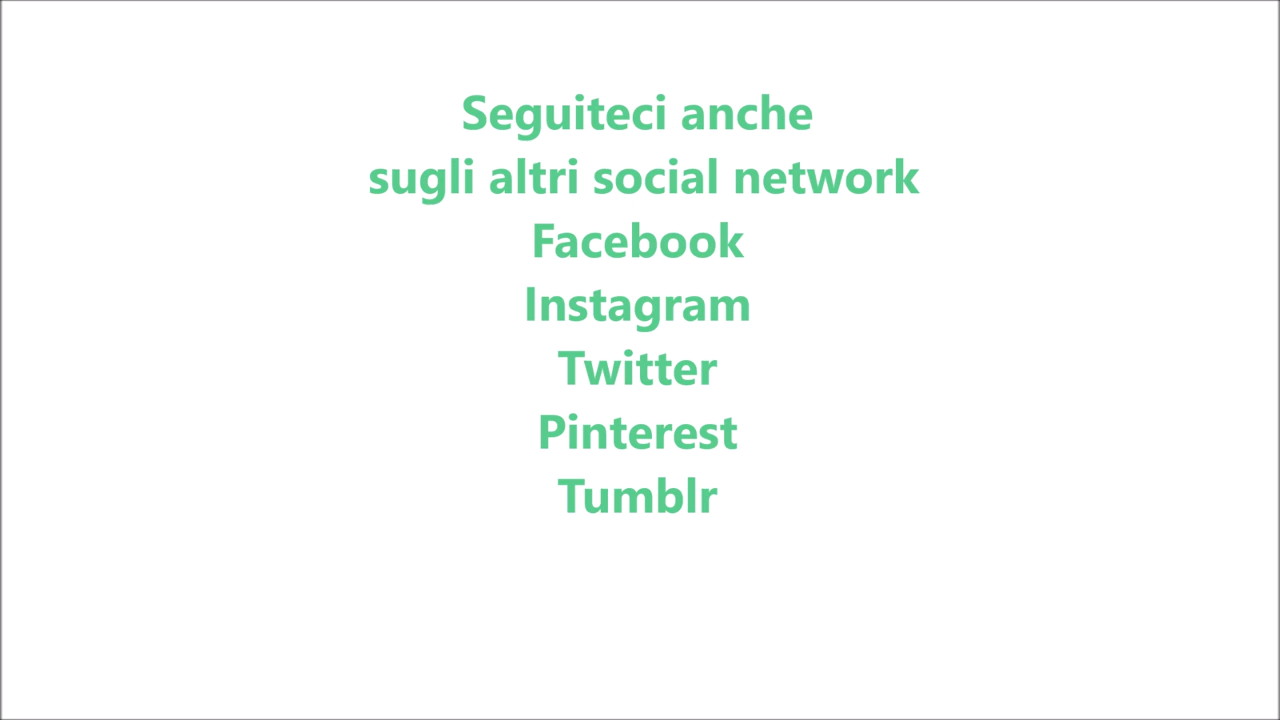 Seguiteci anche
sugli altri social network
Facebook
Instagram
Twitter
Pinterest
Tumblr